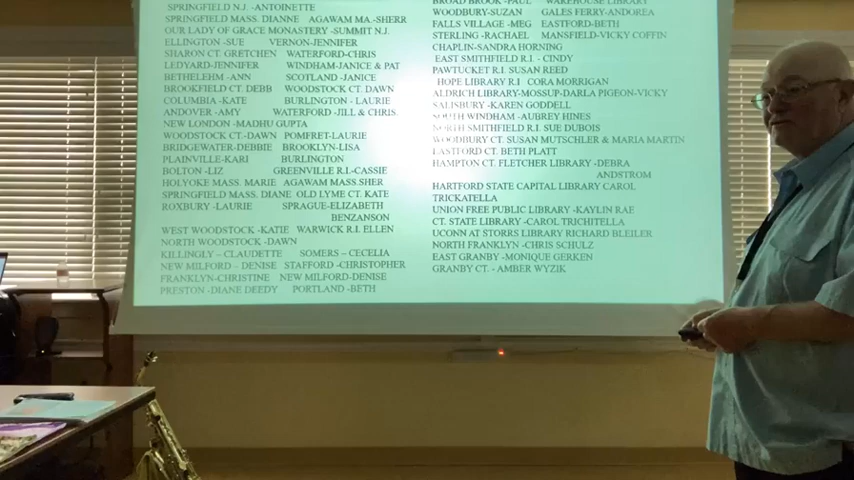 SPRINGFIELD N.J -ANTOINETTE
SPRINGFIELD MASS. DIANNE AGAWAM MA.-SHERR
OUR LADY OF GRACE MONASTERY -SUMMIT N.J.
ELLINGTON -SUE VERNON-JENNIFER
SHARON CT. GRETCHEN WATERFORD-CHRIS
LEDYARD-JENNIFER WINDHAM-JANICE & PAT
BETHELEHM -ANN SCOTLAND -JANICE
BROOKFIELD CT. DEBB WOODSTOCK CT. DAWN
COLUMBIA -KATE BURLINGTON - LAURIE
ANDOVER -AMY WATERFORD -JILL & CHRIS
NEW LONDON -MADHU GUPTA
WOODSTOCK CT.-DAWN POMFRET-LAURIE
BRIDGEWATER-DEBBIE BROOKLYN-LISA
PLAINVILLE-KARI BURLINGTON
BOLTON -LIZ GREENVILLE R.I.-CASSIE
HOLYOKE MASS. MARIE AGAWAM MASS.SHER
SPRINGFIELD MASS. DIANE OLD LYME CT. KATE
ROXBURY -LAURIE SPRAGUE-ELIZABETH
BENZANSON
WEST WOODSTOCK -KATIE WARWICK R.I ELLEN
NORTH WOODSTOCK -DAWN
KILLINGLY - CLAUDETTE SOMERS - CECELIA
NEW MILFORD - DENISE STAFFORD -CHRISTOPHER
FRANKLYN-CHRISTINE NEW MILFORD-DENISE
PRESTON -DIANE DEEDY PORTLAND -BETH
BROAD BROOK -PAUL WAREHOUSE LIBRARY
WOODBURY-SUZAN GALES FERRY-ANDOREA
FALLS VILLAGE -MEG EASTFORD-BETH
STERLING -RACHAEL MANSFIELD-VICKY COFFIN
CHAPLIN-SANDRA HORNING
EAST SMITHFIELD R.I - CINDY
PAWTUCKET R.I. SUSAN REED
HOPE LIBRARY R.I CORA MORRIGAN
ALDRICH LIBRARY-MOSSUP-DARLA PIGEON-VICKY
SALISBURY -KAREN GODDELL
SOUTH WINDHAM -AUBREY HINES
NORTH SMITHFIELD R.I. SUE DUBOIS
WOODBURY CT. SUSAN MUTSCHLER & MARIA MARTIN
EASTFORD CT. BETH PLATT
HAMPTON CT. FLETCHER LIBRARY -DEBRA
ANDSTROM
HARTFORD STATE CAPITAL LIBRARY CAROL
TRICKATELLA
UNION FREE PUBLIC LIBRARY -KAYLIN RAE
CT. STATE LIBRARY -CAROL TRICHITELLA
UCONN AT STORRS LIBRARY RICHARD BLEILER
NORTH FRANKLYN -CHRIS SCHULZ
EAST GRANBY -MONIQUE GERKEN
GRANBY CT. - AMBER WYZIK